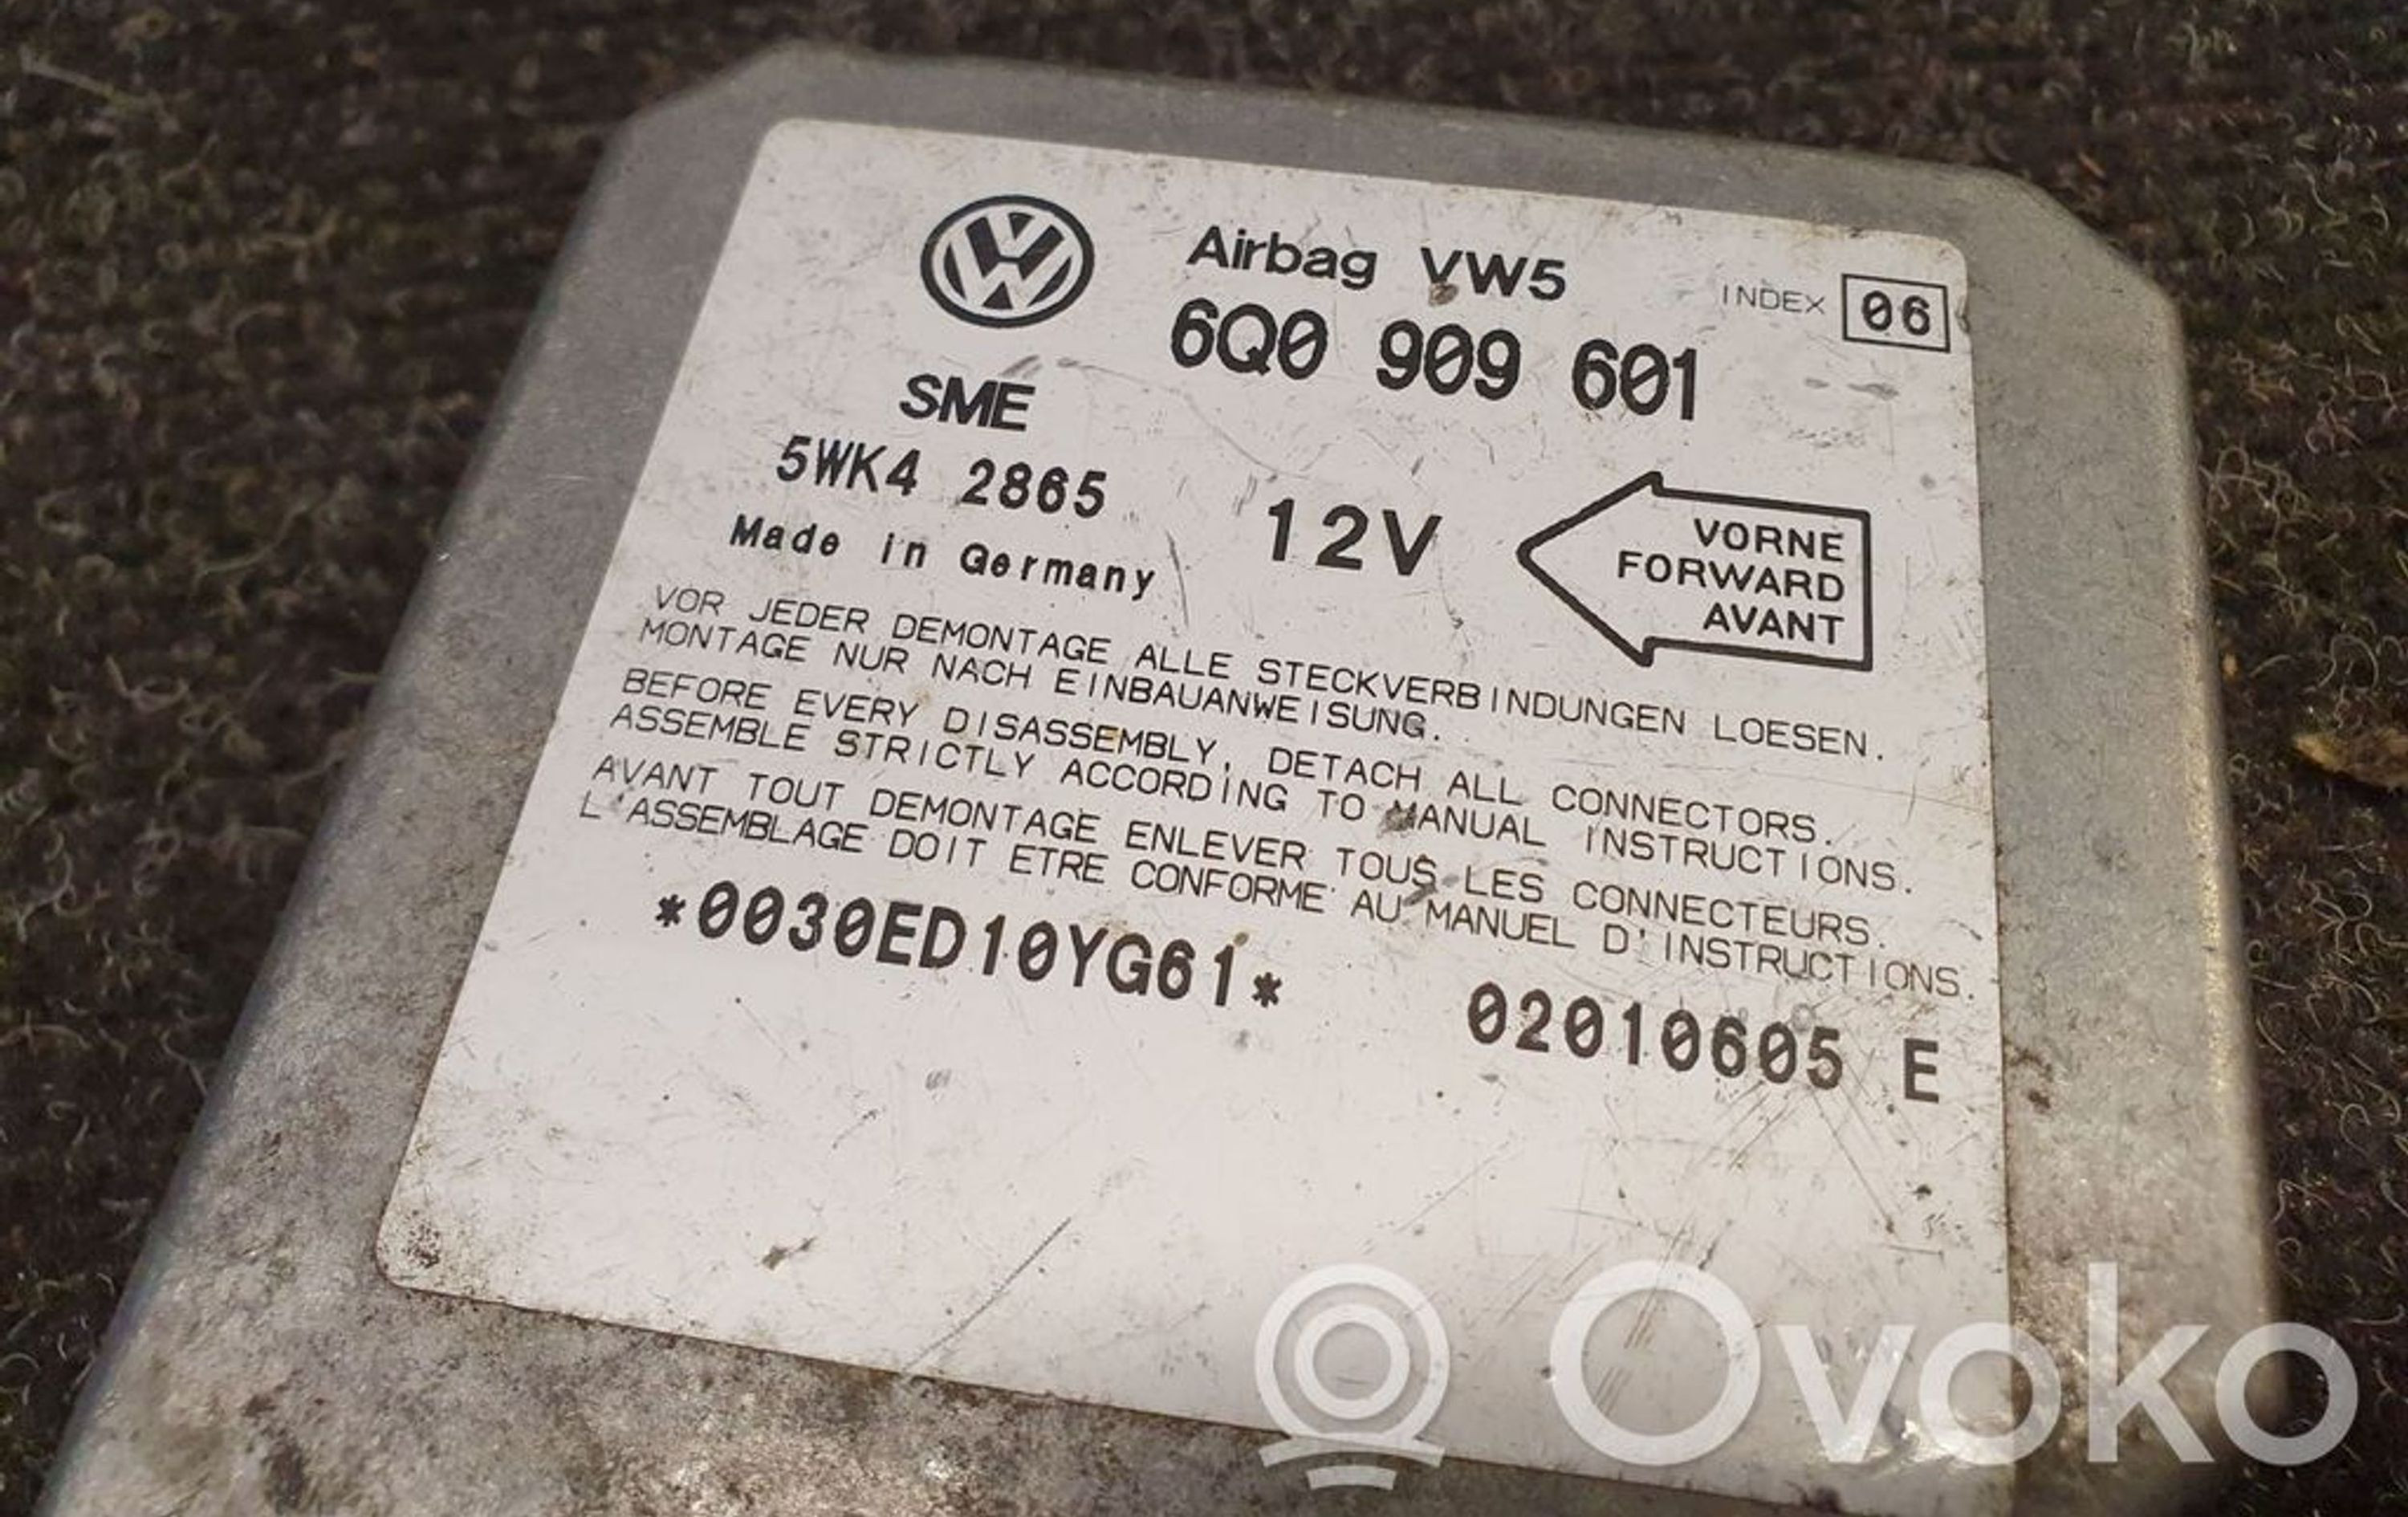 Airbag VW5
INDEX 06
6Q0 909 601
SME
5WK4 2865
12V
VORNE
FORWARD
AVANT
Made in Germany
VOR JEDER DEMONTAGE ALLE STECKVERBINDUNGEN LOESEN.
MONTAGE NUR NACH EINBAUANWEISUNG.
BEFORE EVERY DISASSEMBLY, DETACH ALL CONNECTORS.
ASSEMBLE STRICTLY ACCORDING TO MANUAL INSTRUCTIONS.
AVANT TOUT DEMONTAGE ENLEVER TOUS LES CONNECTEURS.
L'ASSEMBLAGE DOIT ETRE CONFORME AU MANUEL D'INSTRUCTIONS.
*0030ED10YG61*
02010605 E
Ovoko